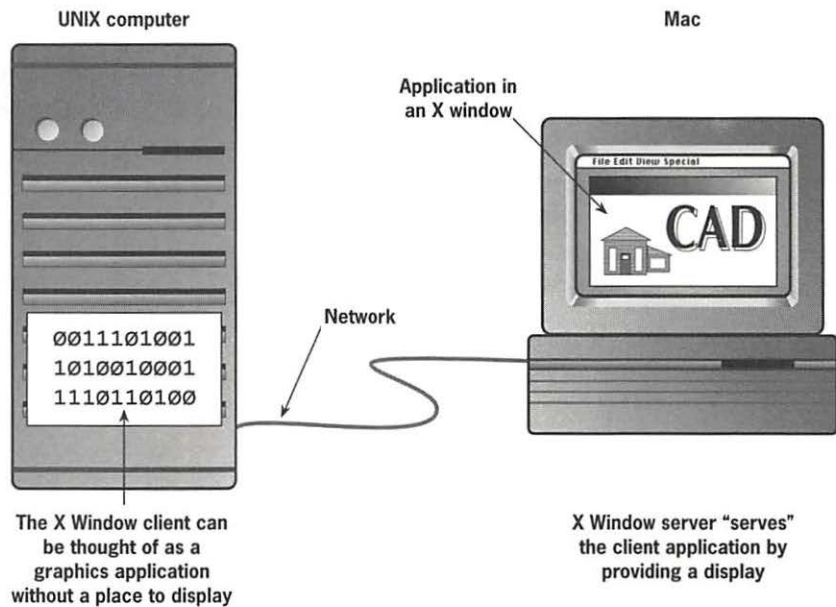 UNIX computer
Mac
Application in
an X window
File Edit View Special
CAD
Network
0011101001
1010010001
1110110100
The X Window client can
be thought of as a
graphics application
without a place to display
X Window server “serves”
the client application by
providing a display